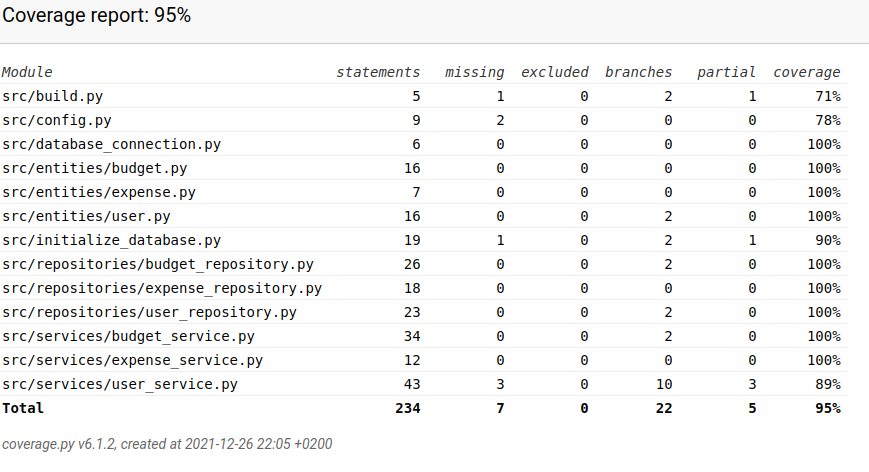 Coverage report: 95%
Module statements missing excluded branches partial coverage
src/build.py 5 1 0 2 1 71%
src/config.py 9 2 0 0 0 78%
src/database_connection.py 6 0 0 0 0 100%
src/entities/budget.py 16 0 0 0 0 100%
src/entities/expense.py 7 0 0 0 0 100%
src/entities/user.py 16 0 0 2 0 100%
src/initialize_database.py 19 1 0 2 1 90%
src/repositories/budget_repository.py 26 0 0 2 0 100%
src/repositories/expense_repository.py 18 0 0 0 0 100%
src/repositories/user_repository.py 23 0 0 2 0 100%
src/services/budget_service.py 34 0 0 2 0 100%
src/services/expense_service.py 12 0 0 0 0 100%
src/services/user_service.py 43 3 0 10 3 89%
Total 234 7 0 22 5 95%
coverage.py v6.1.2, created at 2021-12-26 22:05 +0200